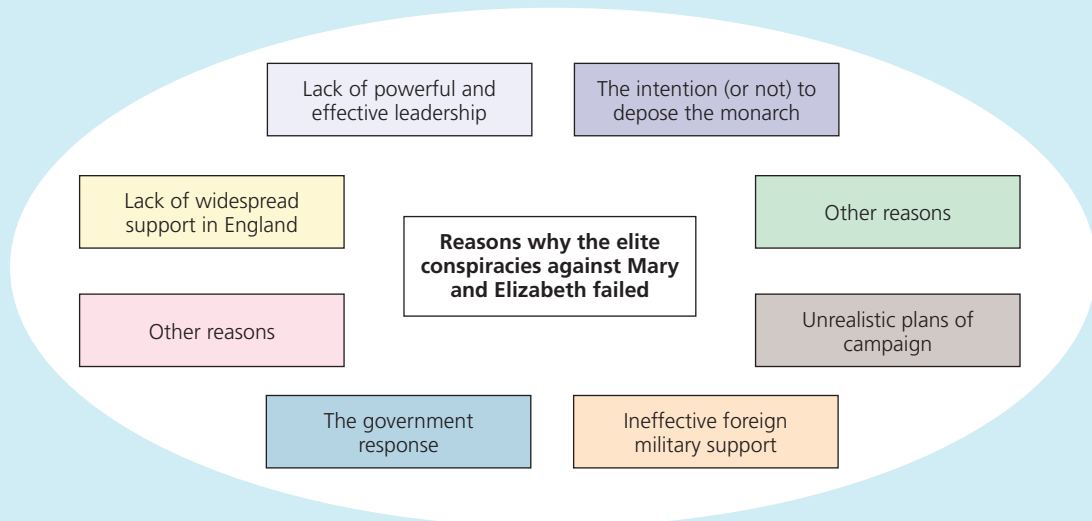 Lack of powerful and
effective leadership
The intention (or not) to
depose the monarch
Lack of widespread
support in England
Other reasons
Reasons why the elite
conspiracies against Mary
and Elizabeth failed
Other reasons
Unrealistic plans of
campaign
The government
response
Ineffective foreign
military support